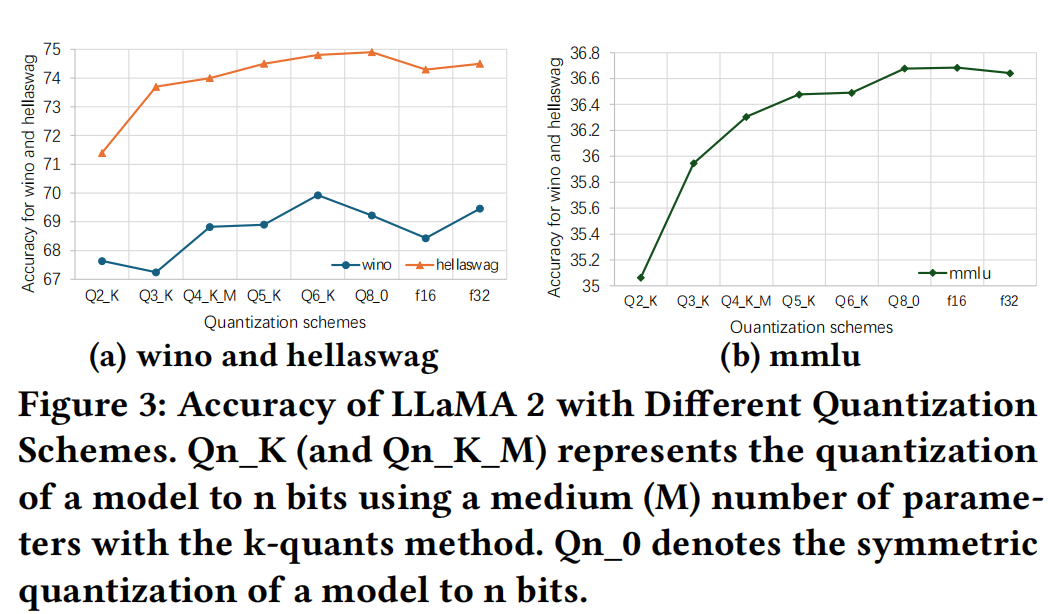 Accuracy for wino and hellaswag
75
74
73
72
71
70
69
68
67
wino hellaswag
Q2_K Q3_K Q4_K_M Q5_K Q6_K Q8_0 f16 f32
Quantization schemes
(a) wino and hellaswag
Accuracy for wino and hellaswag
36.8
36.6
36.4
36.2
36
35.8
35.6
35.4
35.2
35
mmlu
Q2_K Q3_K Q4_K_M Q5_K Q6_K Q8_0 f16 f32
Quantization schemes
(b) mmlu
Figure 3: Accuracy of LLaMA 2 with Different Quantization
Schemes. Qn_K (and Qn_K_M) represents the quantization
of a model to n bits using a medium (M) number of parame-
ters with the k-quants method. Qn_0 denotes the symmetric
quantization of a model to n bits.